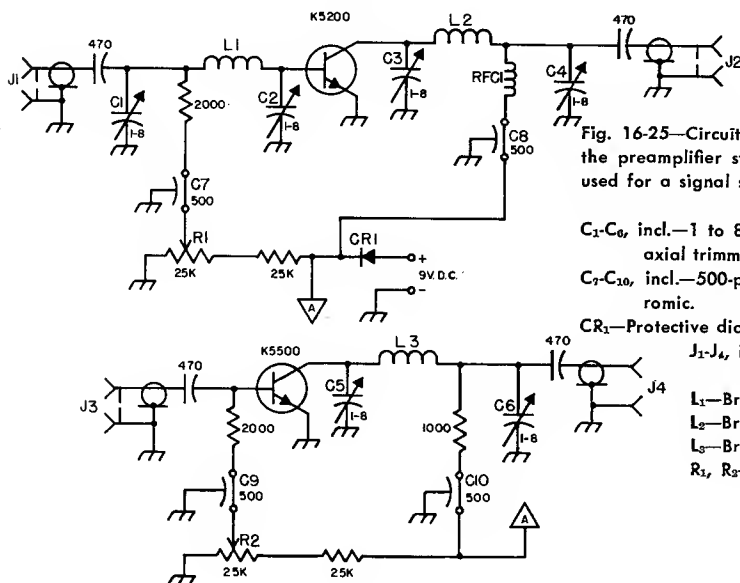 470
K5200
L1
L2
470
J1
C1
1-8
2000
C2
1-8
C3
1-8
RFC1
C4
1-8
J2
C7
500
C8
500
R1
25K
25K
CR1
+
9V. D.C.
-
A
Fig. 16-25—Circuit
the preamplifier s
used for a signal s
C₁-C₆, incl.—1 to 8
axial trimm
C₇-C₁₀, incl.—500-p
romic.
CR₁—Protective dio
J₁-J₄, i
L₁—Br
L₂—Br
L₃—Br
R₁, R₂
470
K5500
L3
470
J3
C5
1-8
C6
1-8
J4
2000
1000
C9
500
C10
500
R2
25K
25K
A